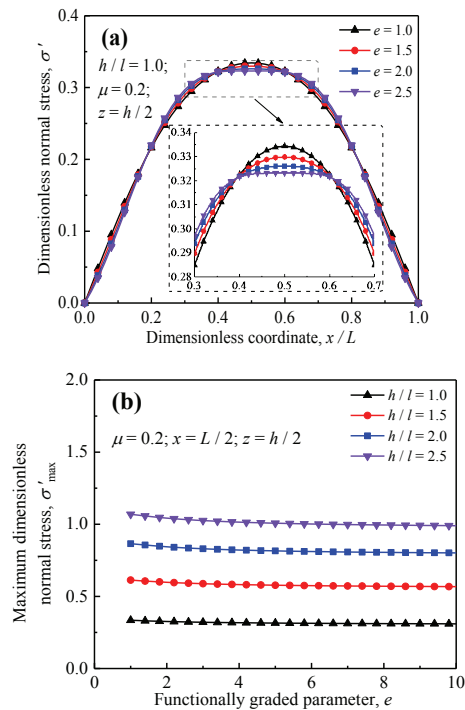 (a)
h / l = 1.0;
μ = 0.2;
z = h / 2
e = 1.0
e = 1.5
e = 2.0
e = 2.5
0.4
0.3
0.2
0.1
0.0
Dimensionless normal stress, σ′
0.34
0.33
0.32
0.31
0.30
0.29
0.28
0.3 0.4 0.5 0.6 0.7
0.0 0.2 0.4 0.6 0.8 1.0
Dimensionless coordinate, x / L
(b)
μ = 0.2; x = L / 2; z = h / 2
h / l = 1.0
h / l = 1.5
h / l = 2.0
h / l = 2.5
2.0
1.5
1.0
0.5
0.0
Maximum dimensionless
normal stress, σ′max
0 2 4 6 8 10
Functionally graded parameter, e